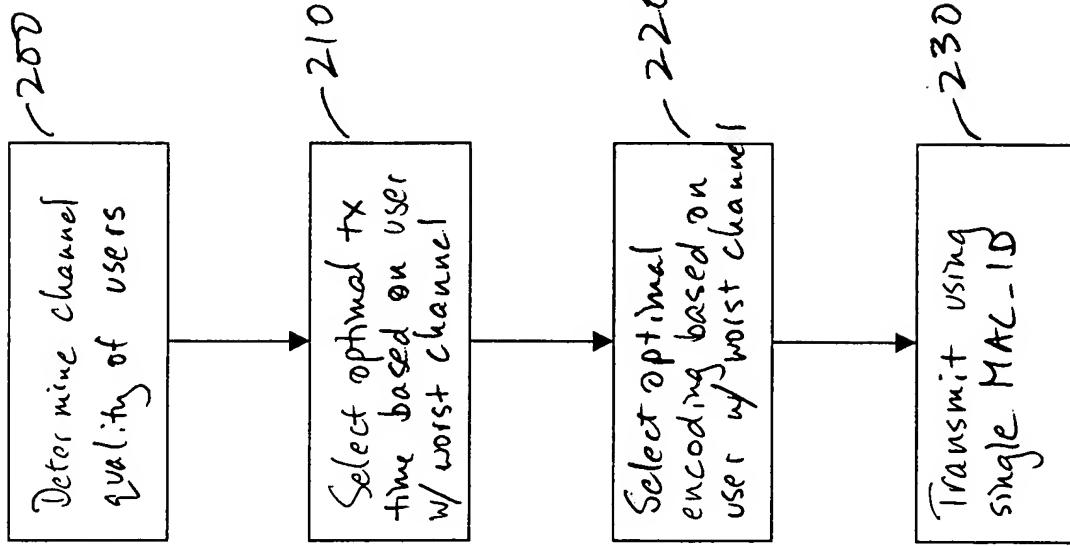 200
Determine channel
quality of users
210
Select optimal tx
time based on user
w/ worst channel
220
Select optimal
encoding based on
user w/ worst channel
230
Transmit using
single MAC_ID